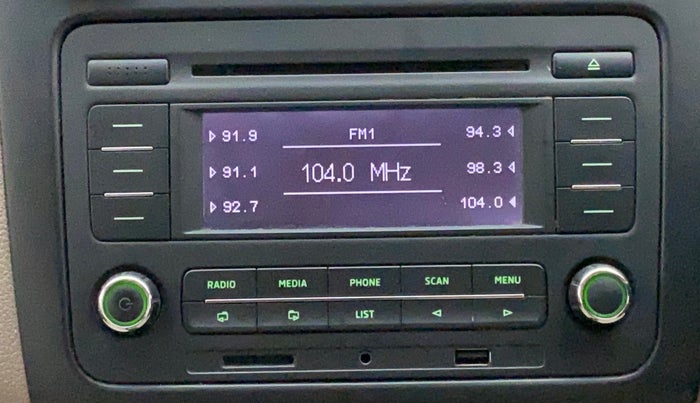 91.9 FM1 94.3
91.1 104.0 MHz 98.3
92.7 104.0
RADIO MEDIA PHONE SCAN MENU
LIST